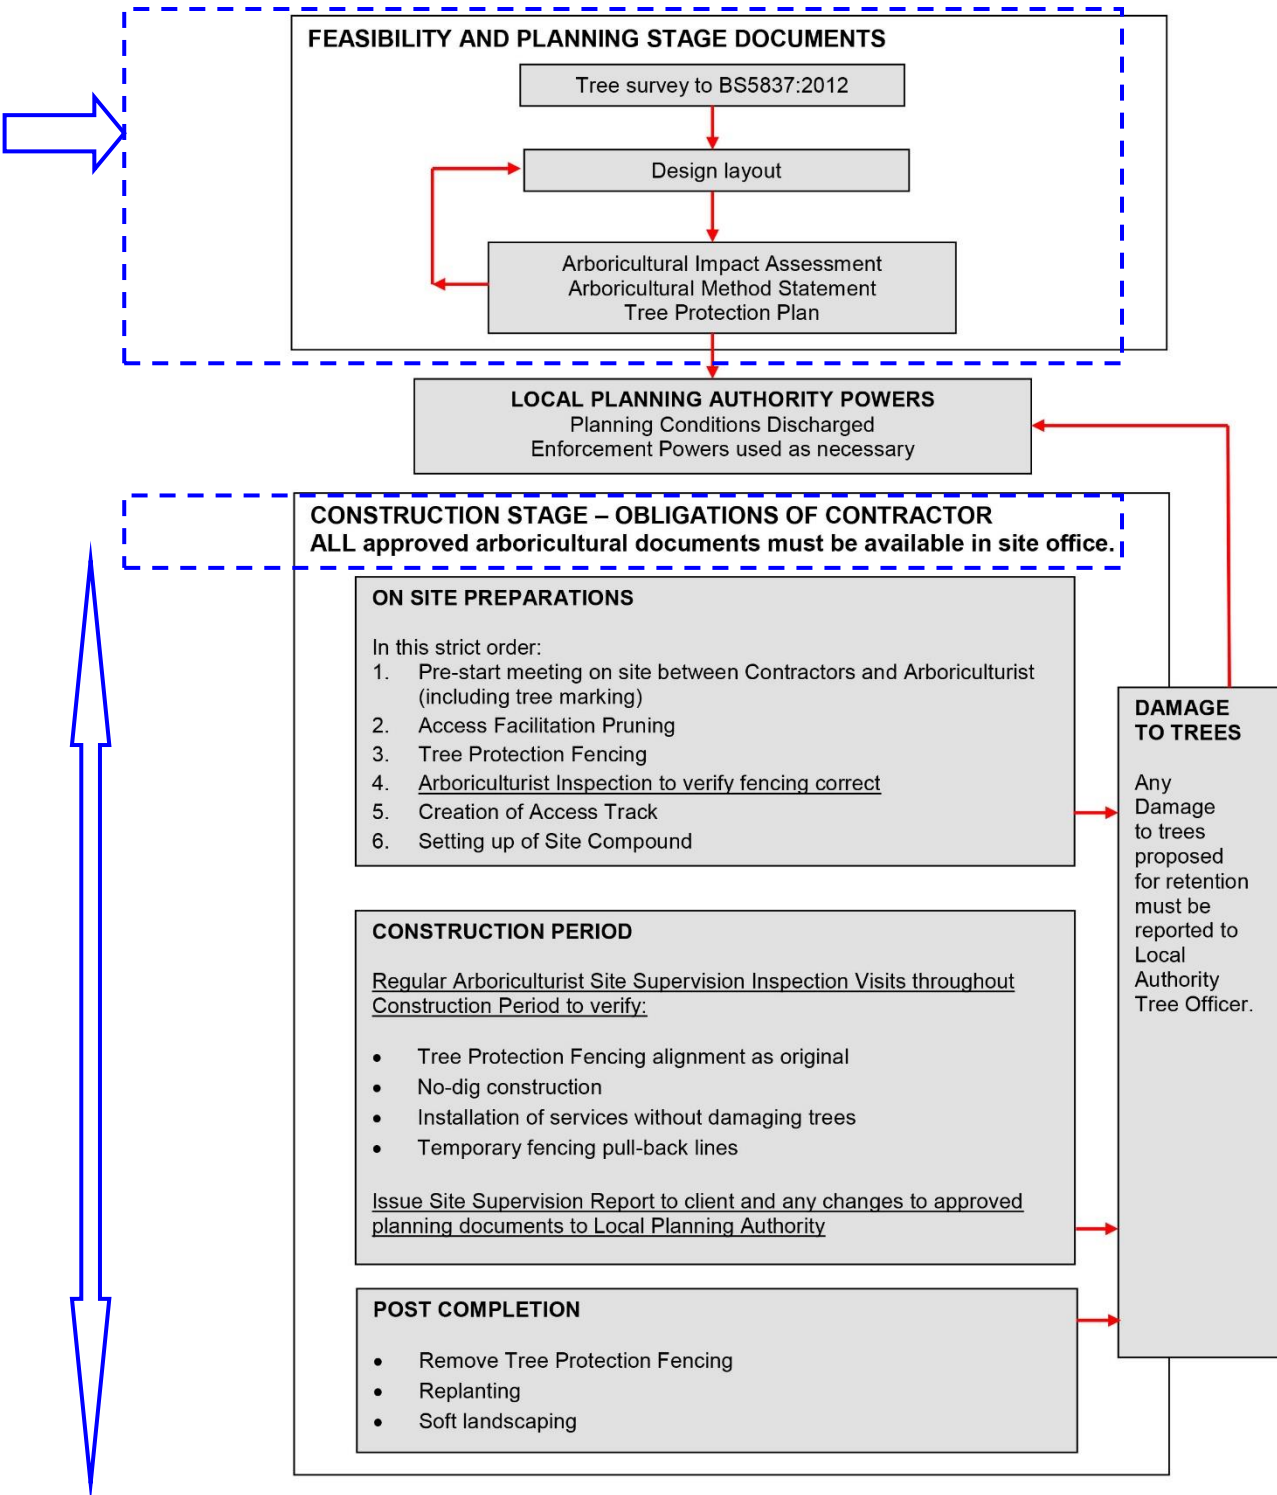 FEASIBILITY AND PLANNING STAGE DOCUMENTS
Tree survey to BS5837:2012
Design layout
Arboricultural Impact Assessment
Arboricultural Method Statement
Tree Protection Plan
LOCAL PLANNING AUTHORITY POWERS
Planning Conditions Discharged
Enforcement Powers used as necessary
CONSTRUCTION STAGE – OBLIGATIONS OF CONTRACTOR
ALL approved arboricultural documents must be available in site office.
ON SITE PREPARATIONS
In this strict order:
1. Pre-start meeting on site between Contractors and Arboriculturist
(including tree marking)
2. Access Facilitation Pruning
3. Tree Protection Fencing
4. Arboriculturist Inspection to verify fencing correct
5. Creation of Access Track
6. Setting up of Site Compound
CONSTRUCTION PERIOD
Regular Arboriculturist Site Supervision Inspection Visits throughout
Construction Period to verify:
• Tree Protection Fencing alignment as original
• No-dig construction
• Installation of services without damaging trees
• Temporary fencing pull-back lines
Issue Site Supervision Report to client and any changes to approved
planning documents to Local Planning Authority
POST COMPLETION
• Remove Tree Protection Fencing
• Replanting
• Soft landscaping
DAMAGE
TO TREES
Any
Damage
to trees
proposed
for retention
must be
reported to
Local
Authority
Tree Officer.